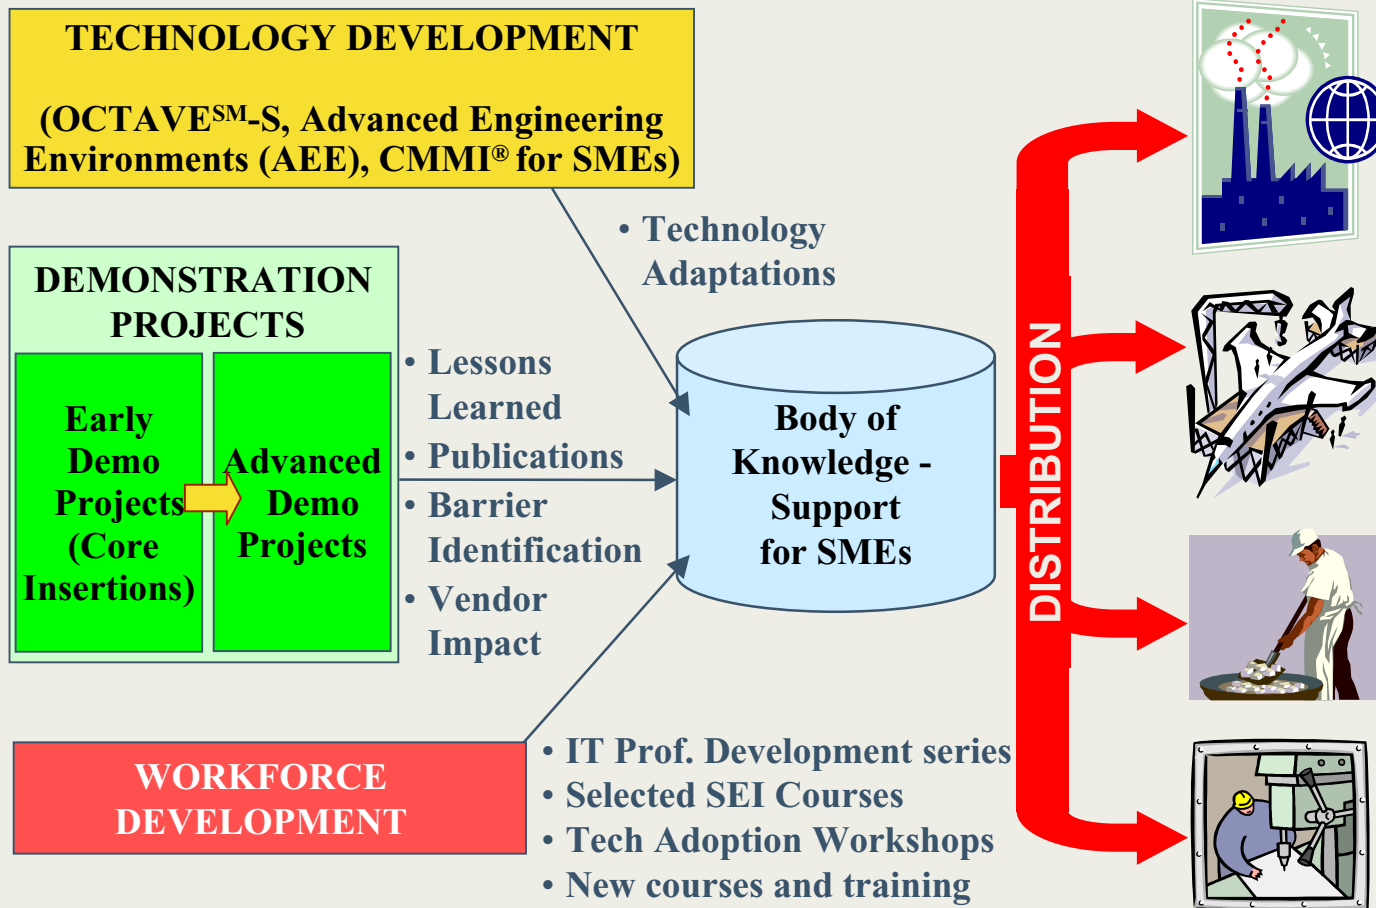 TECHNOLOGY DEVELOPMENT
(OCTAVE℠-S, Advanced Engineering
Environments (AEE), CMMI® for SMEs)
• Technology
Adaptations
DEMONSTRATION
PROJECTS
Early
Demo
Projects
(Core
Insertions)
Advanced
Demo
Projects
• Lessons
Learned
• Publications
• Barrier
Identification
• Vendor
Impact
Body of
Knowledge -
Support
for SMEs
DISTRIBUTION
WORKFORCE
DEVELOPMENT
• IT Prof. Development series
• Selected SEI Courses
• Tech Adoption Workshops
• New courses and training